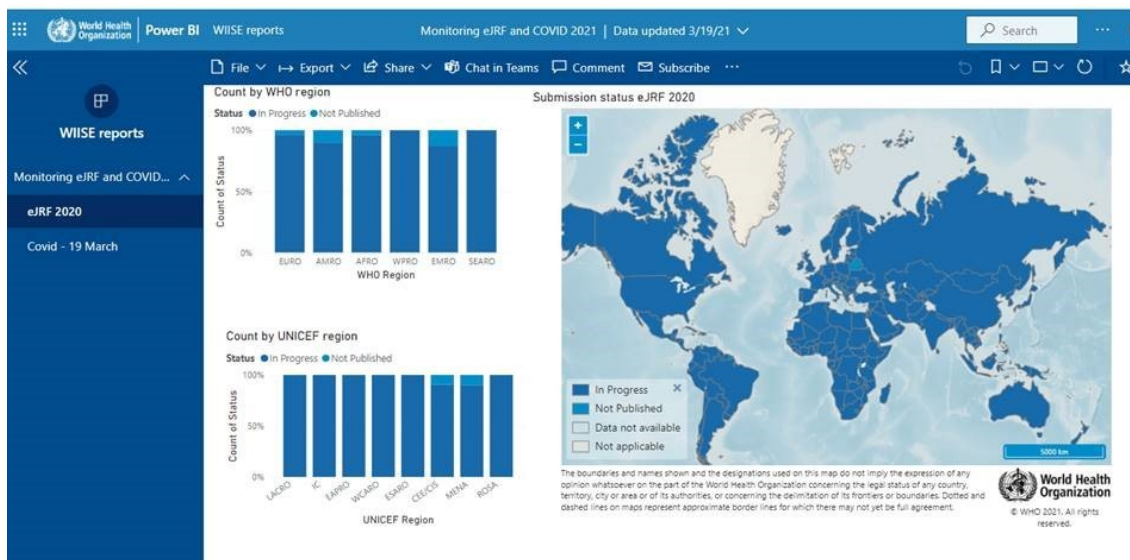 World Health
Organization
Power BI WIISE reports
Monitoring eJRF and COVID 2021 | Data updated 3/19/21
Search
File Export Share Chat in Teams Comment Subscribe
WIISE reports
Monitoring eJRF and COVID...
eJRF 2020
Covid - 19 March
Count by WHO region
Status In Progress Not Published
100%
50%
0%
Count of Status
EURO AMRO AFRO WPRO EMRO SEARO
WHO Region
Count by UNICEF region
Status In Progress Not Published
100%
50%
0%
Count of Status
LACRO IC EAPRO WCARO ESARO CEE/CIS MENA ROSA
UNICEF Region
Submission status eJRF 2020
+
−
In Progress X
Not Published
Data not available
Not applicable
5000 km
The boundaries and names shown and the designations used on this map do not imply the expression of any
opinion whatsoever on the part of the World Health Organization concerning the legal status of any country,
territory, city or area or of its authorities, or concerning the delimitation of its frontiers or boundaries. Dotted and
dashed lines on maps represent approximate border lines for which there may not yet be full agreement.
World Health
Organization
© WHO 2021. All rights
reserved.